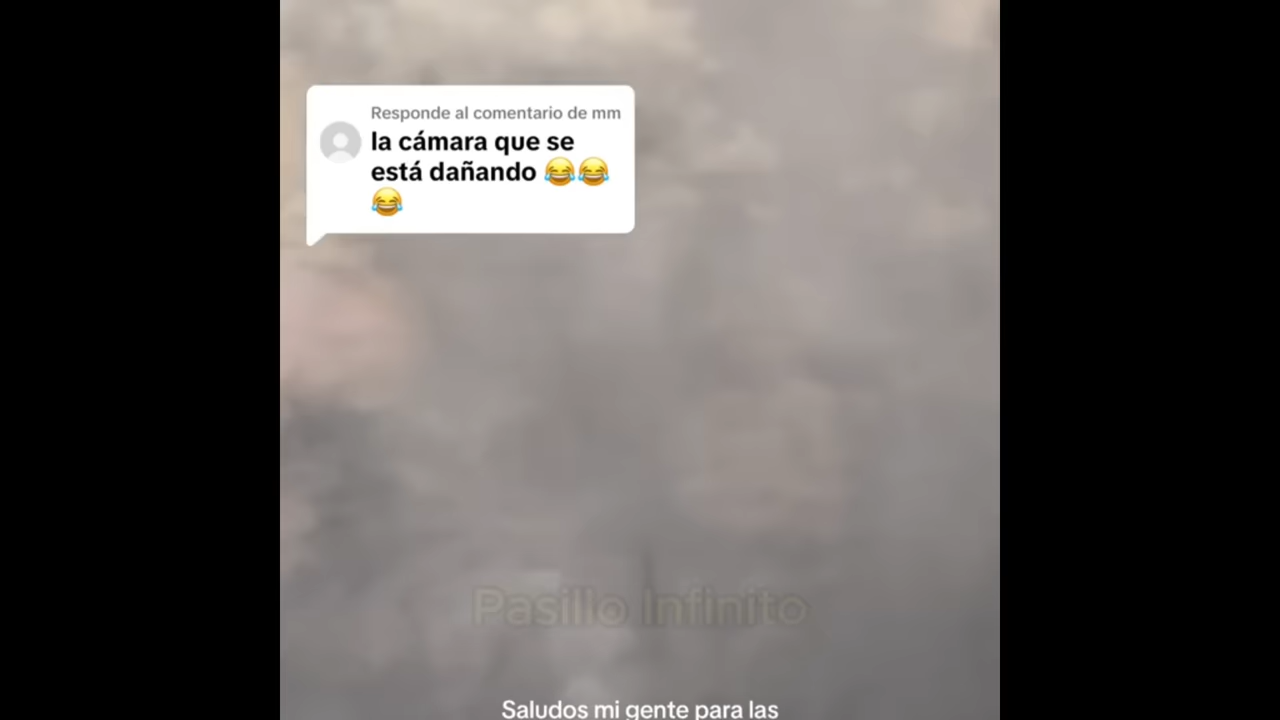 Responde al comentario de mm
la cámara que se
está dañando 😂😂
😂
Pasillo Infinito
Saludos mi gente para las